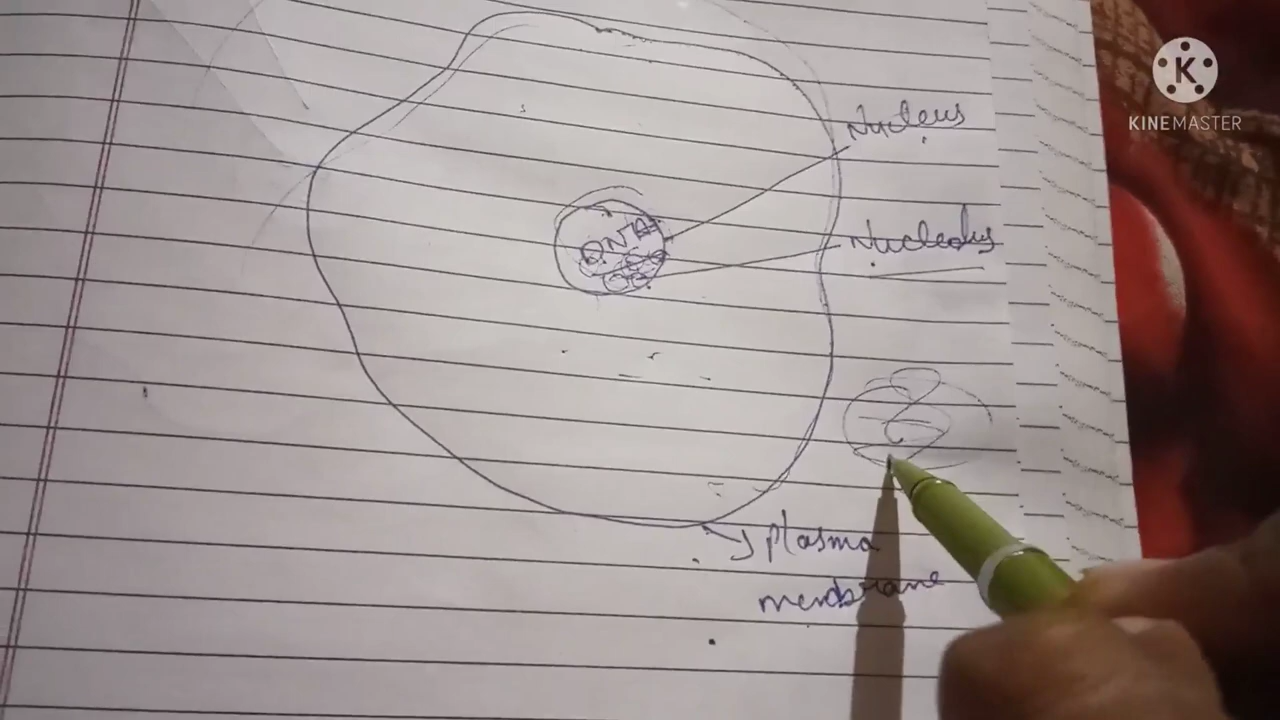 KINEMASTER
Nucleus
DNA
Nucleolus
Plasma
membrane